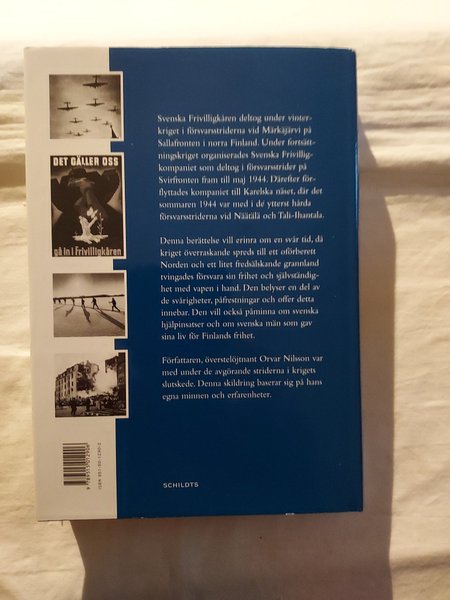 Svenska Frivilligkåren deltog under vinter-
kriget i försvarsstriderna vid Märkäjärvi på
Sallafronten i norra Finland. Under fortsätt-
ningskriget organiserades Svenska Frivillig-
kompaniet som deltog i försvarsstrider på
Svirfronten fram till maj 1944. Därefter för-
flyttades kompaniet till Karelska näset, där det
sommaren 1944 var med i de ytterst hårda
försvarsstriderna vid Näätälä och Tali-Ihantala.
Denna berättelse vill erinra om en svår tid, då
kriget överraskande spreds till ett oförberett
Norden och ett litet fredsälskande grannland
tvingades försvara sin frihet och självständig-
het med vapen i hand. Den belyser en del av
de svårigheter, påfrestningar och offer detta
innebar. Den vill också påminna om svenska
hjälpinsatser och om svenska män som gav
sina liv för Finlands frihet.
Författaren, överstelöjtnant Orvar Nilsson var
med under de avgörande striderna i krigets
slutskede. Denna skildring baserar sig på hans
egna minnen och erfarenheter.
SCHILDTS
DET GÄLLER OSS
gå in i Frivilligkåren
ISBN